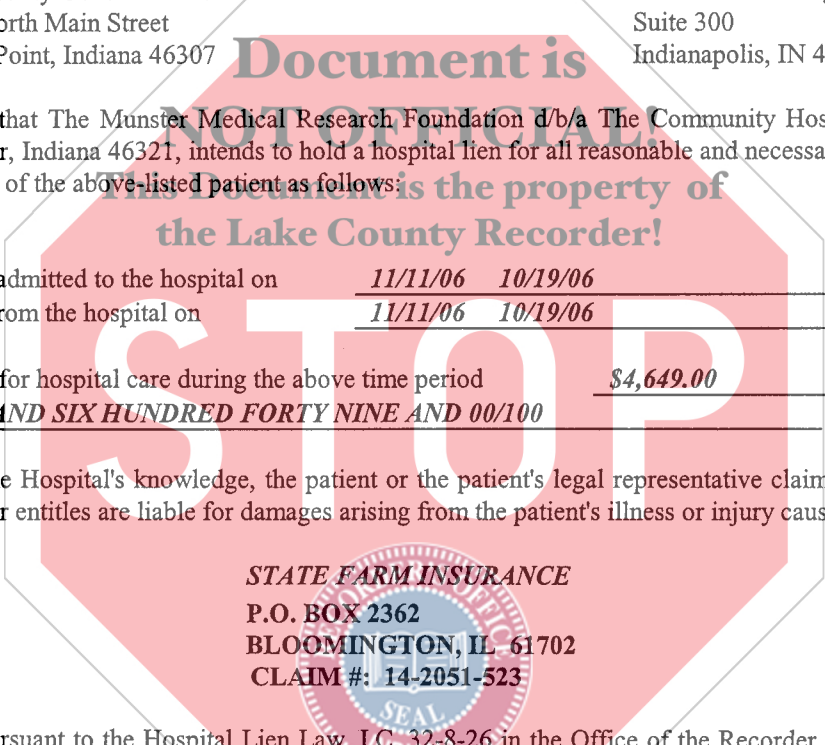 orth Main Street Suite 300
Point, Indiana 46307 Indianapolis, IN 4
Document is
NOT OFFICIAL!
that The Munster Medical Research Foundation d/b/a The Community Hos
r, Indiana 46321, intends to hold a hospital lien for all reasonable and necessa
of the above-listed patient as follows:
This Document is the property of
the Lake County Recorder!
admitted to the hospital on 11/11/06 10/19/06
rom the hospital on 11/11/06 10/19/06
STOP
for hospital care during the above time period $4,649.00
AND SIX HUNDRED FORTY NINE AND 00/100
e Hospital's knowledge, the patient or the patient's legal representative claim
r entitles are liable for damages arising from the patient's illness or injury caus
STATE FARM INSURANCE
P.O. BOX 2362
BLOOMINGTON, IL 61702
CLAIM #: 14-2051-523
RECORDER'S OFFICE
SEAL
rsuant to the Hospital Lien Law, I.C. 32-8-26 in the Office of the Recorder